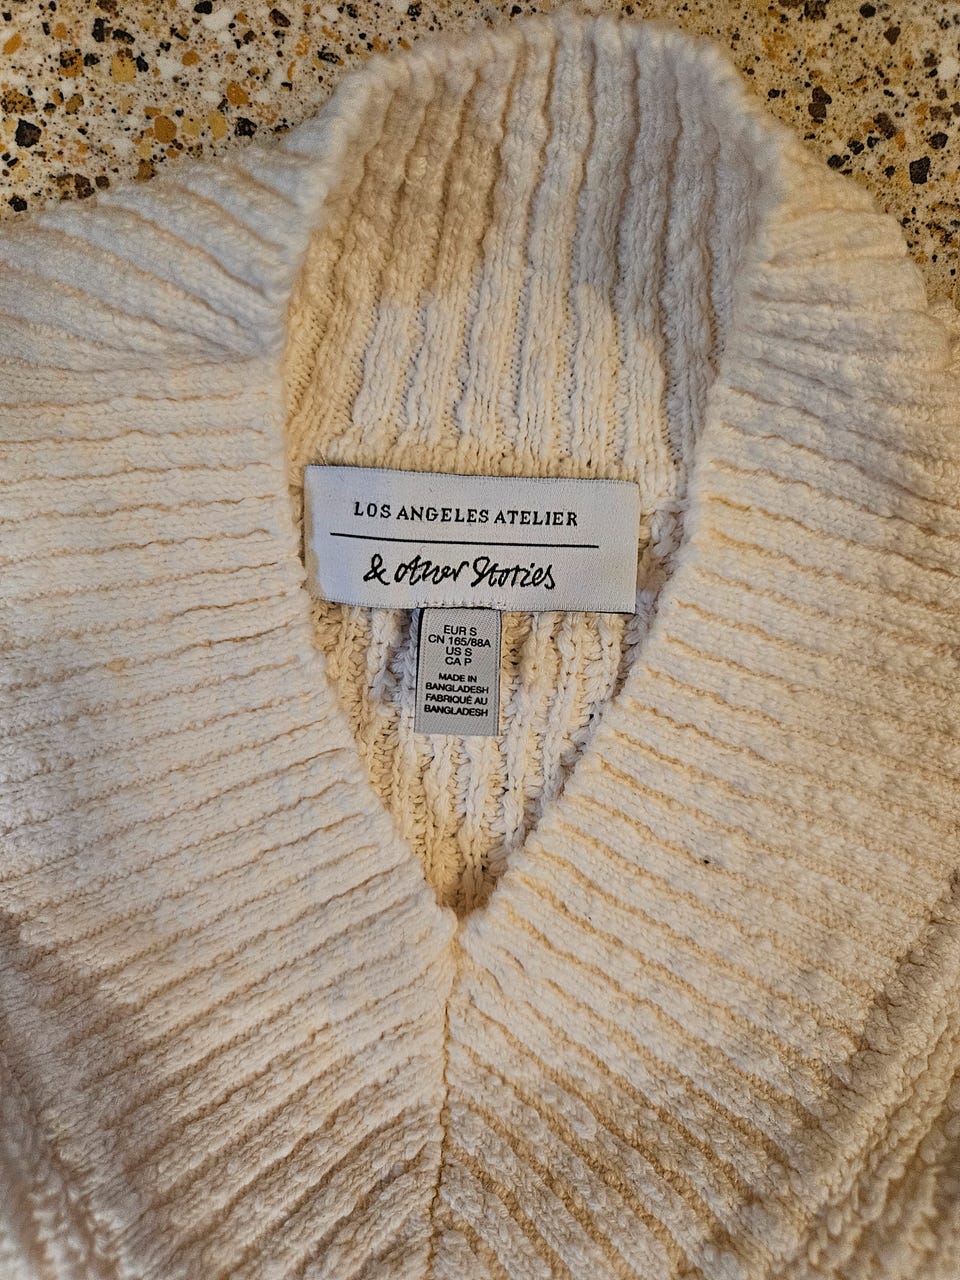 LOS ANGELES ATELIER
& Other Stories
EUR S
CN 165/88A
US S
CA P
MADE IN
BANGLADESH
FABRIQUÉ AU
BANGLADESH